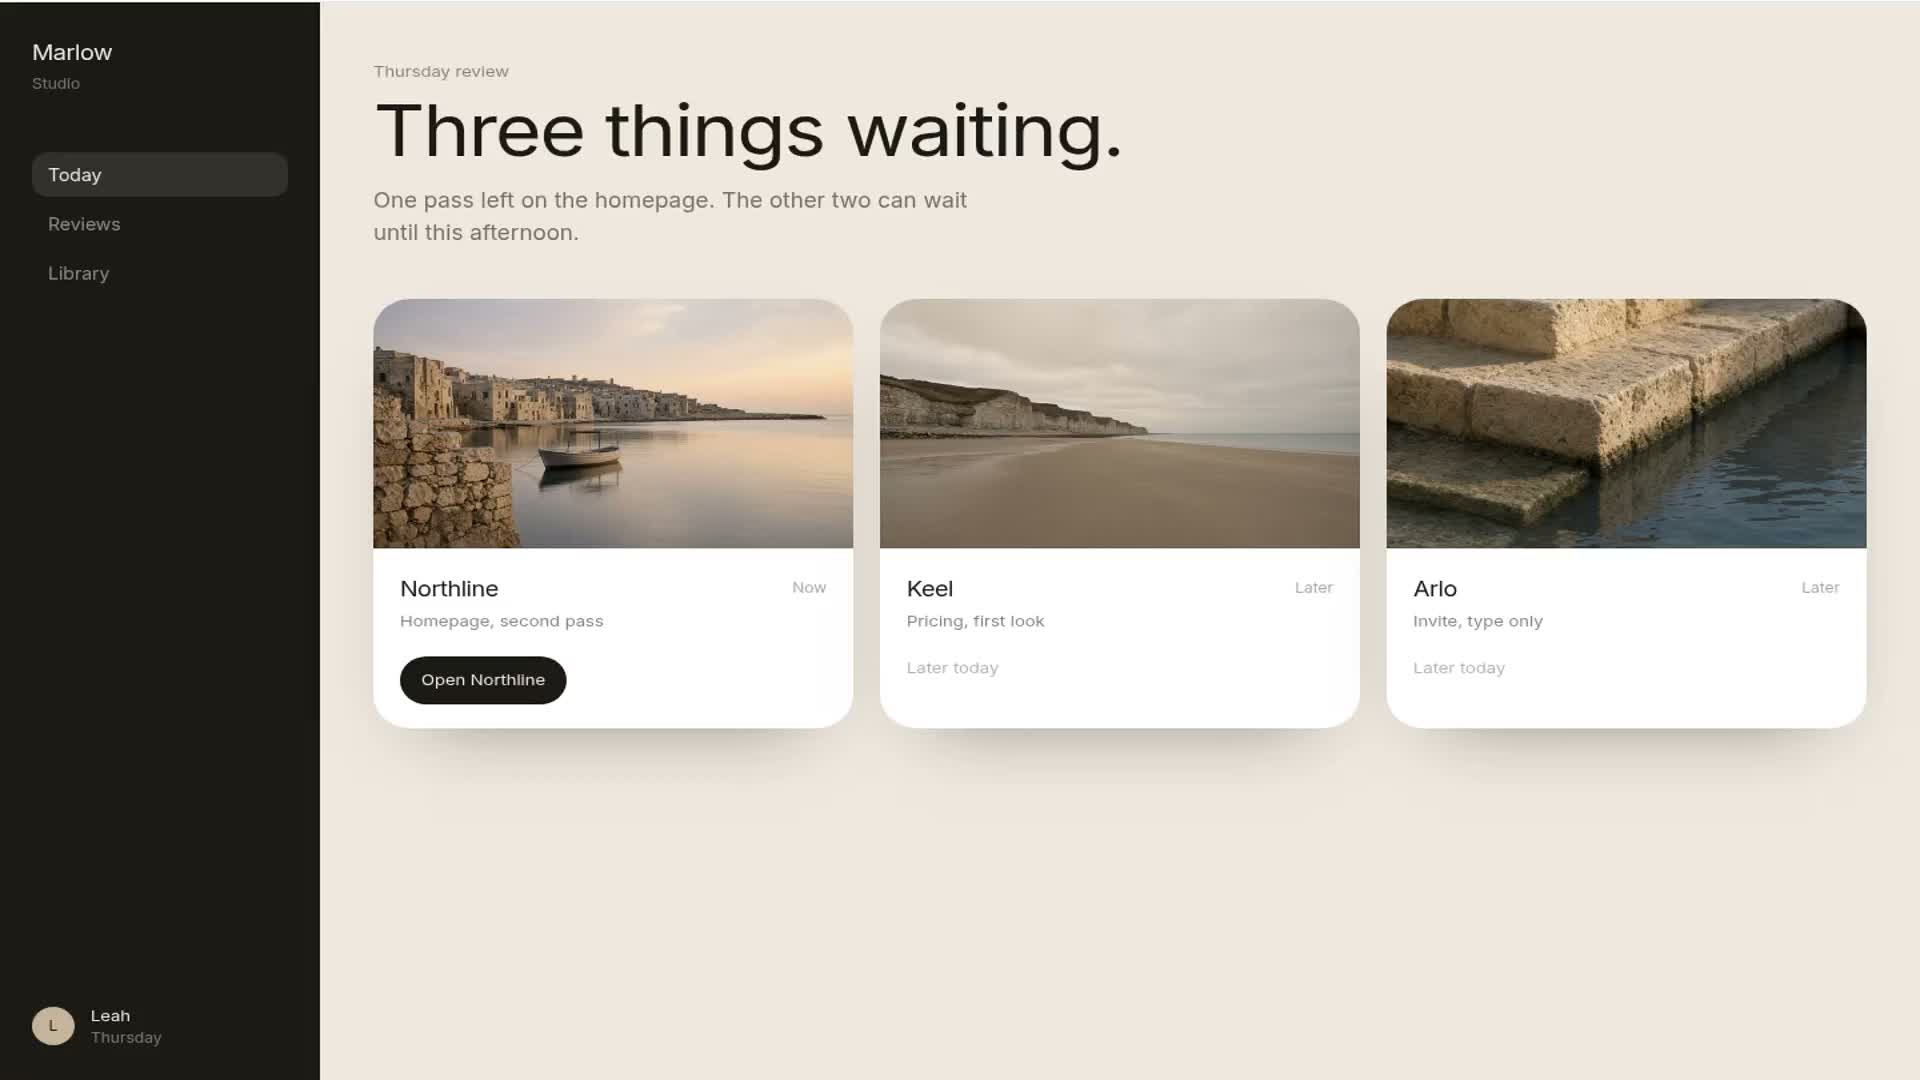 Marlow
Studio
Today
Reviews
Library
Leah
Thursday
L
Thursday review
Three things waiting.
One pass left on the homepage. The other two can wait
until this afternoon.
Northline
Now
Homepage, second pass
Open Northline
Keel
Later
Pricing, first look
Later today
Arlo
Later
Invite, type only
Later today